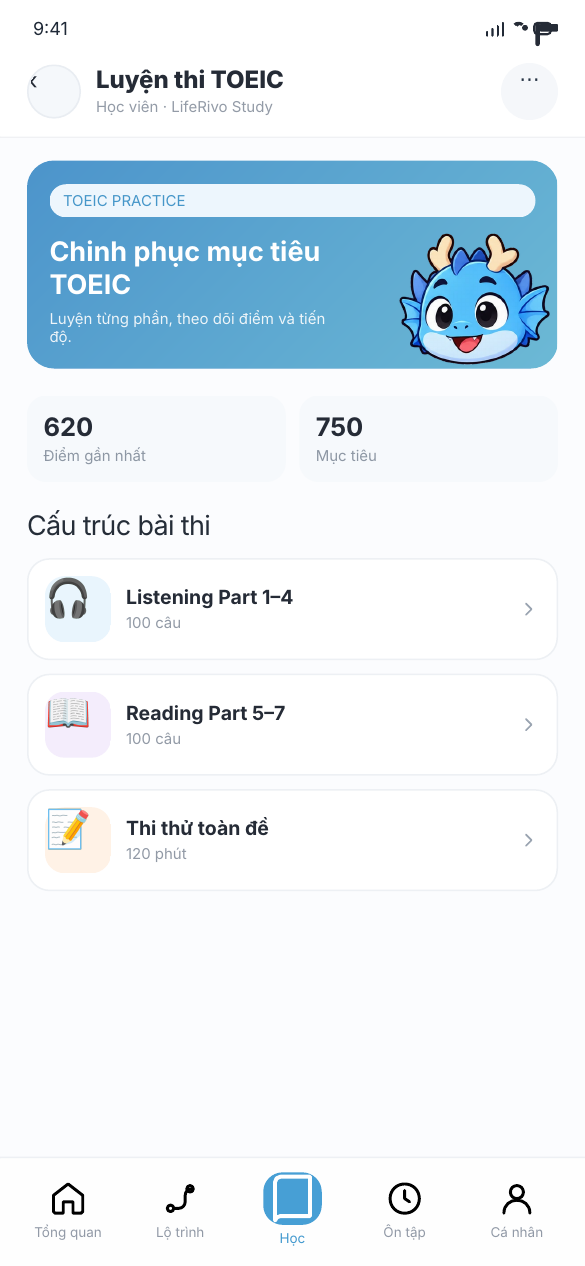 9:41
Luyện thi TOEIC
Học viên · LifeRivo Study
TOEIC PRACTICE
Chinh phục mục tiêu
TOEIC
Luyện từng phần, theo dõi điểm và tiến
độ.
620
Điểm gần nhất
750
Mục tiêu
Cấu trúc bài thi
Listening Part 1–4
100 câu
Reading Part 5–7
100 câu
Thi thử toàn đề
120 phút
Tổng quan
Lộ trình
Học
Ôn tập
Cá nhân